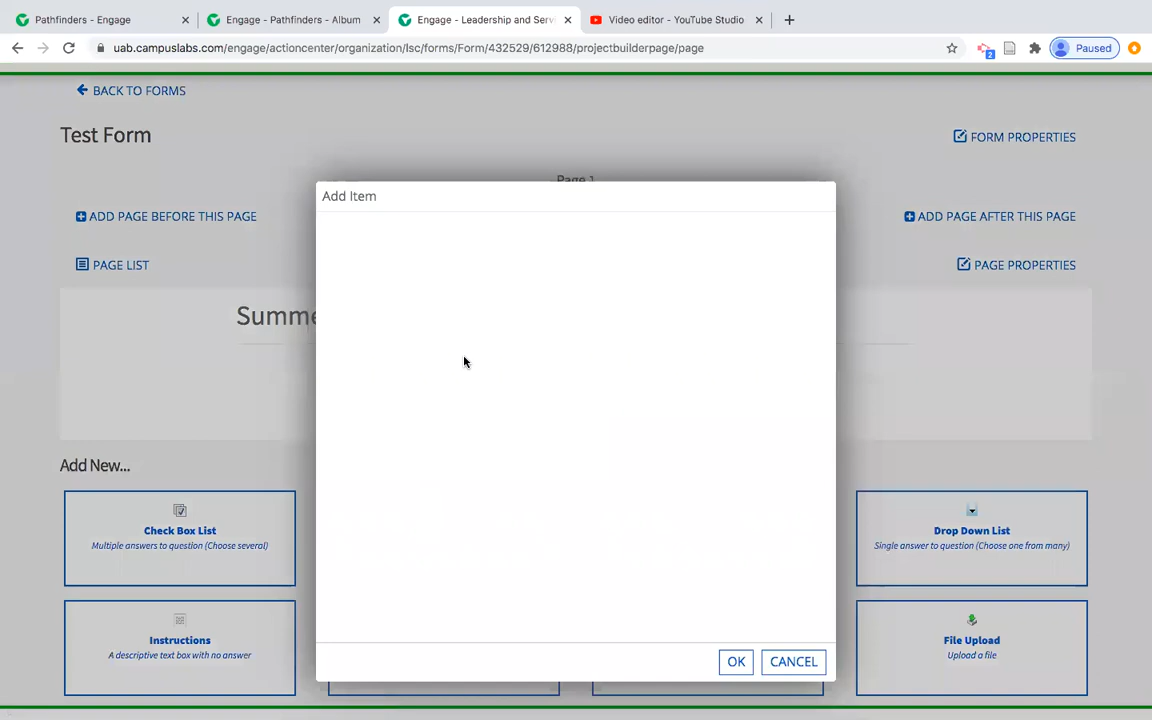 Pathfinders - Engage
Engage - Pathfinders - Album
Engage - Leadership and Serv
Video editor - YouTube Studio
uab.campuslabs.com/engage/actioncenter/organization/lsc/forms/Form/432529/612988/projectbuilderpage/page
2
Paused
BACK TO FORMS
Test Form
FORM PROPERTIES
Page 1
Add Item
ADD PAGE BEFORE THIS PAGE
ADD PAGE AFTER THIS PAGE
PAGE LIST
PAGE PROPERTIES
Summe
Add New...
Check Box List
Multiple answers to question (Choose several)
Drop Down List
Single answer to question (Choose one from many)
Instructions
A descriptive text box with no answer
File Upload
Upload a file
OK
CANCEL